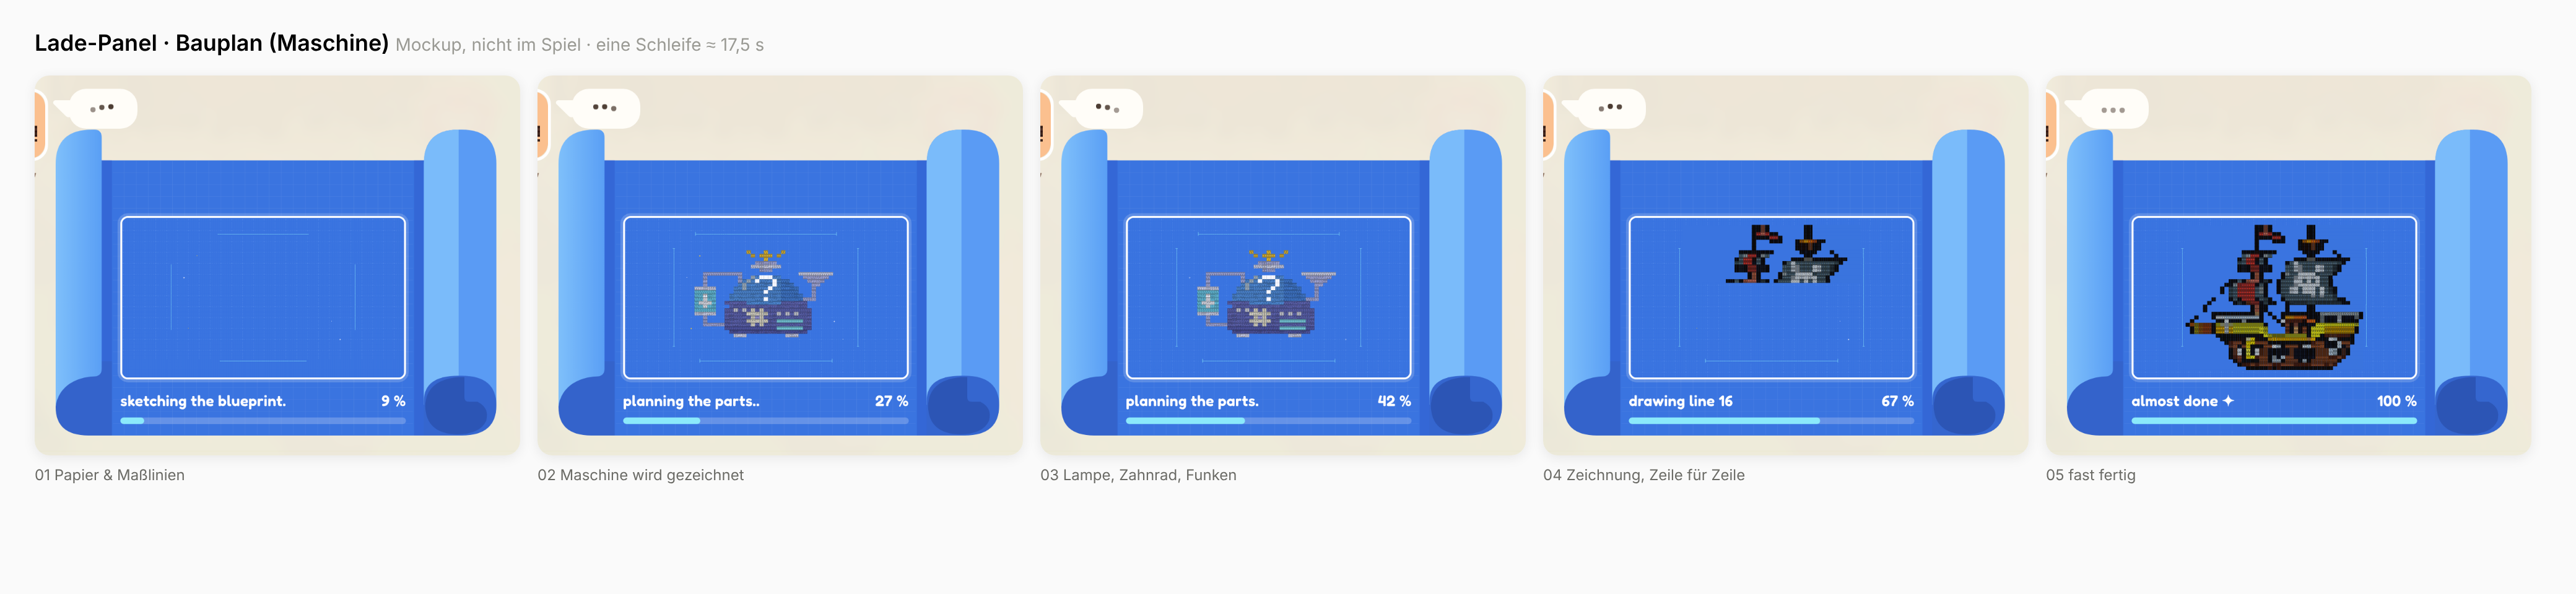 Lade-Panel · Bauplan (Maschine) Mockup, nicht im Spiel · eine Schleife ≈ 17,5 s
!
sketching the blueprint. 9 %
01 Papier & Maßlinien
!
?
planning the parts.. 27 %
02 Maschine wird gezeichnet
!
?
planning the parts. 42 %
03 Lampe, Zahnrad, Funken
!
drawing line 16 67 %
04 Zeichnung, Zeile für Zeile
!
almost done ✦ 100 %
05 fast fertig